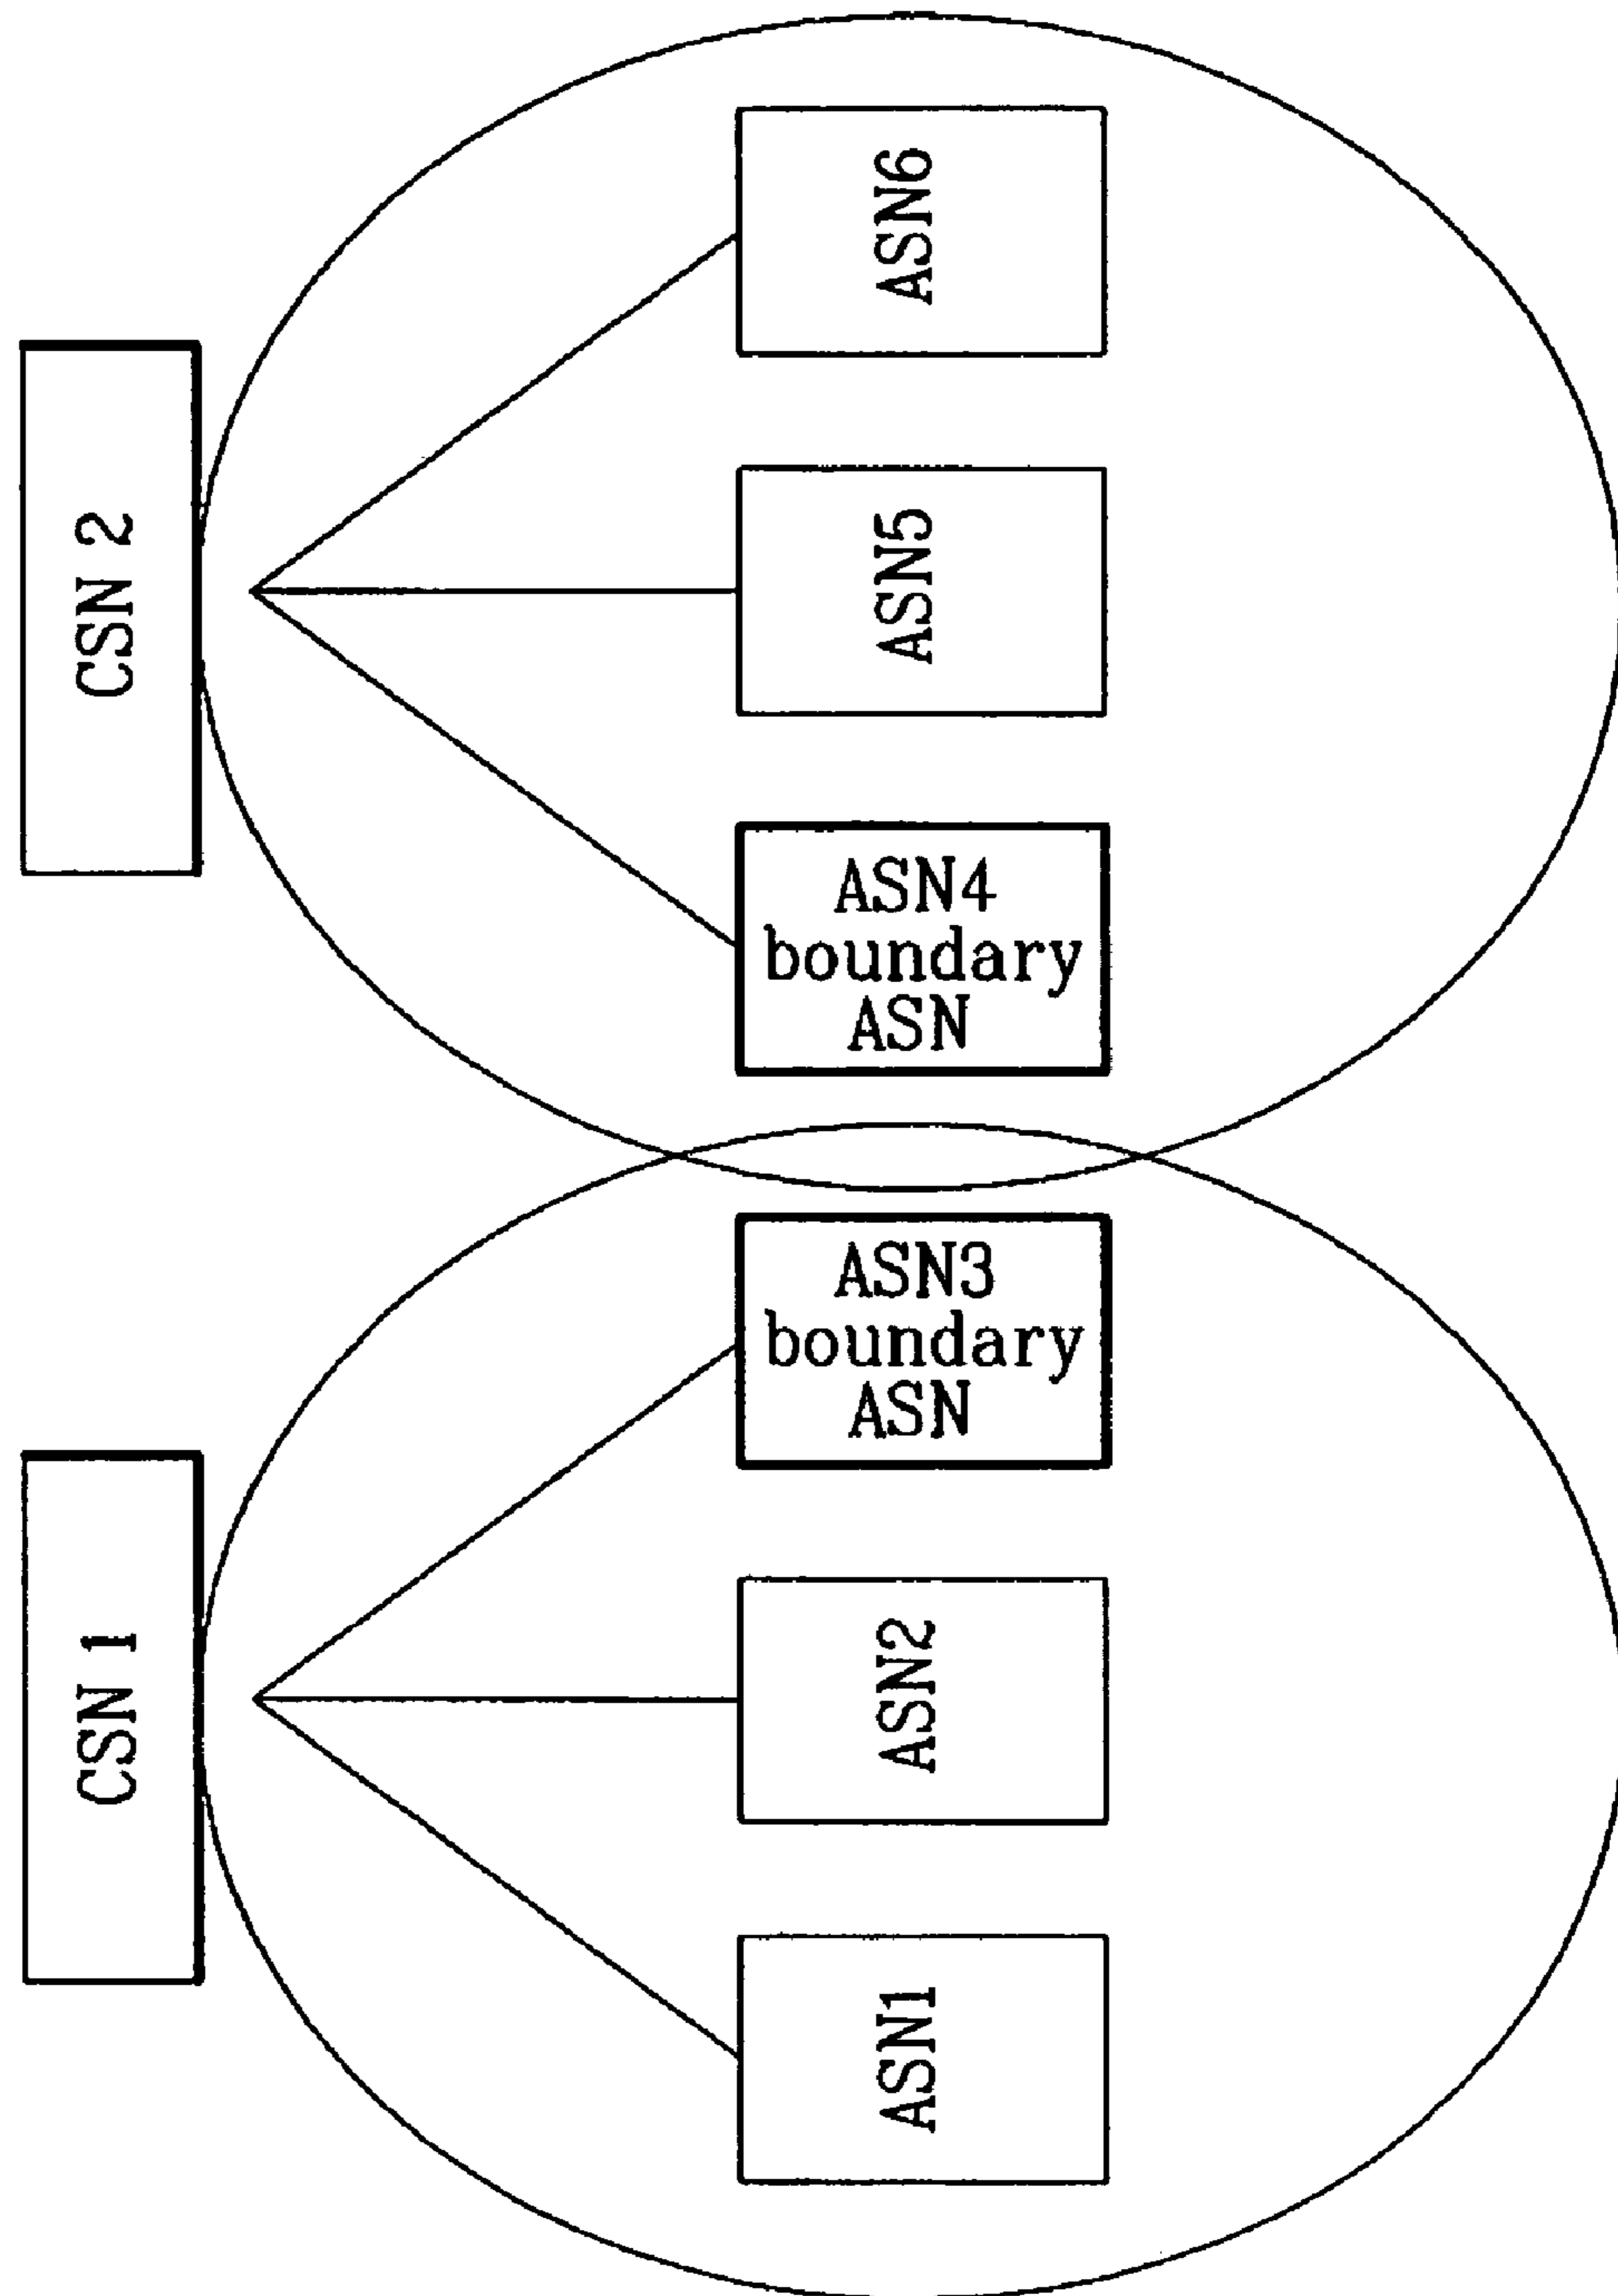 CSN 1
CSN 2
ASN1
ASN2
ASN3
boundary
ASN
ASN4
boundary
ASN
ASN5
ASN6